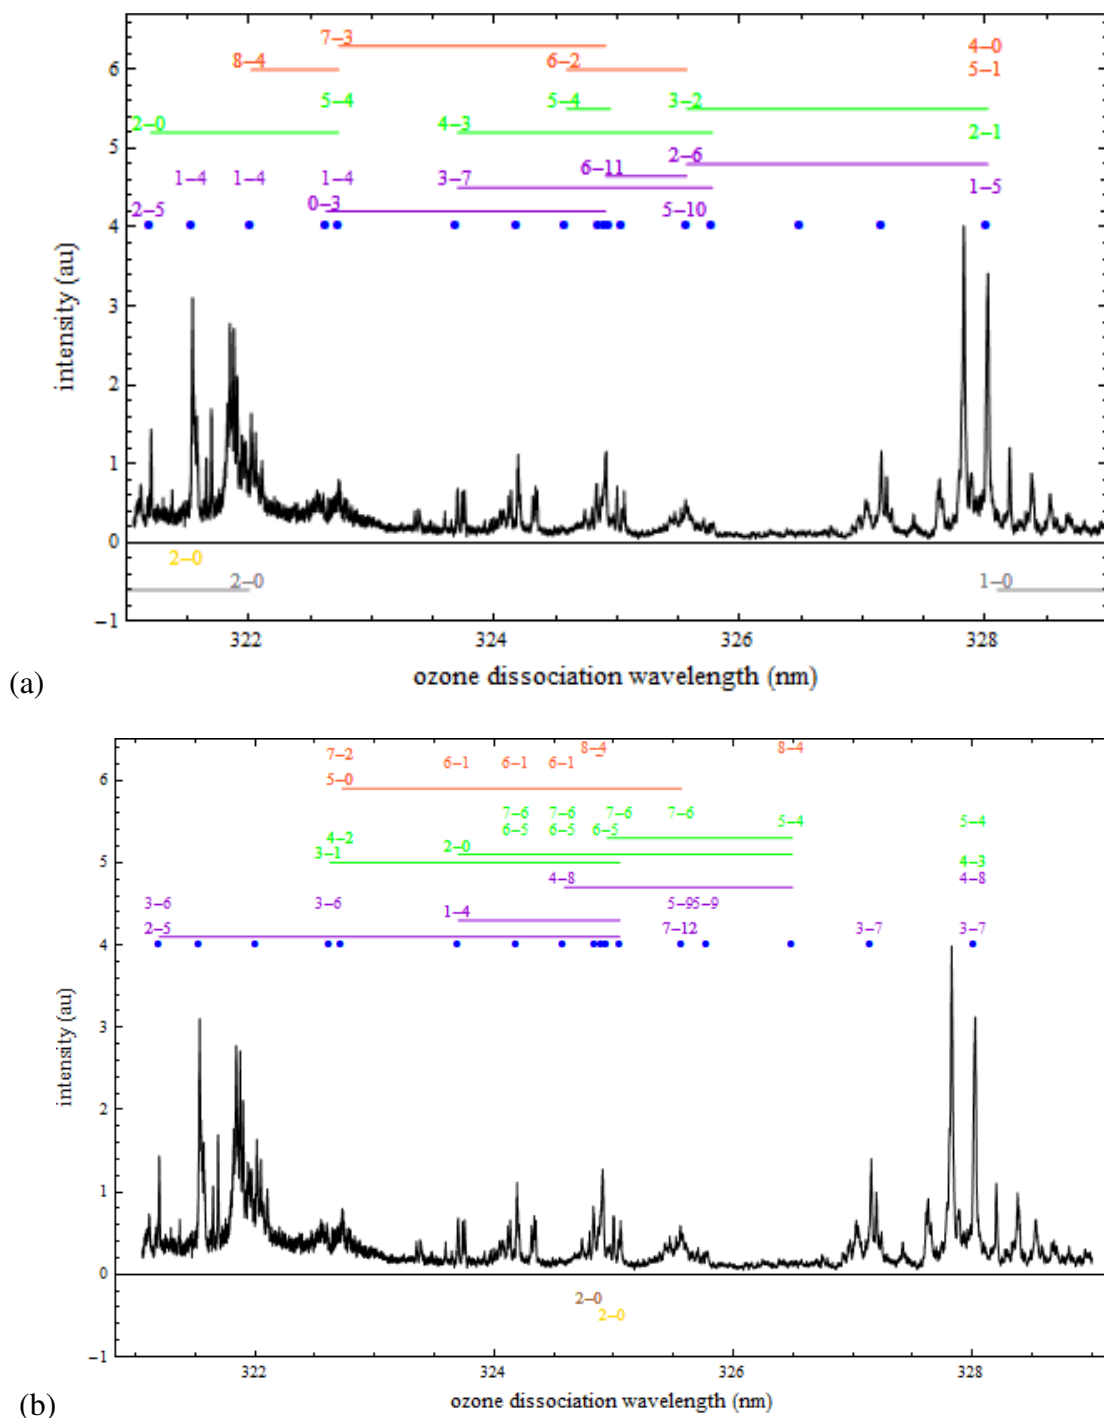 7–3 4–0
6 8–4 6–2 5–1
5–4 5–4 3–2
5 2–0 4–3 2–1
2–6
1–4 1–4 1–4 3–7 6–11 1–5
4 2–5 0–3 5–10
3
2
1
0
2–0
2–0 1–0
−1
322 324 326 328
intensity (au)
ozone dissociation wavelength (nm)
(a)
7–2 8–4 8–4
6–1 6–1 6–1
6 5–0
7–6 7–6 7–6 7–6
4–2 6–5 6–5 6–5 5–4 5–4
5 3–1 2–0 4–3
4–8 4–8
3–6 3–6 1–4 5–9 5–9
4 2–5 7–12 3–7 3–7
3
2
1
0
2–0
2–0
−1
322 324 326 328
intensity (au)
ozone dissociation wavelength (nm)
(b)